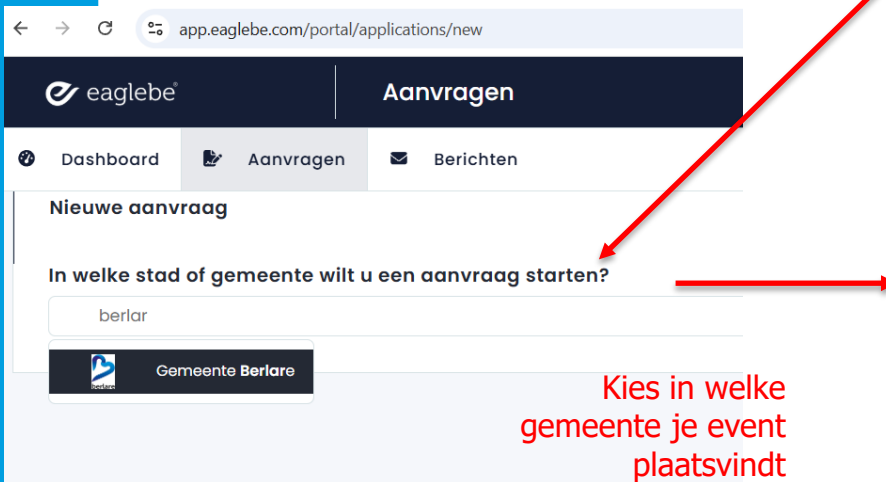 app.eaglebe.com/portal/applications/new
eaglebe®
Aanvragen
Dashboard
Aanvragen
Berichten
Nieuwe aanvraag
In welke stad of gemeente wilt u een aanvraag starten?
berlar
berlare
Gemeente Berlare
Kies in welke
gemeente je event
plaatsvindt